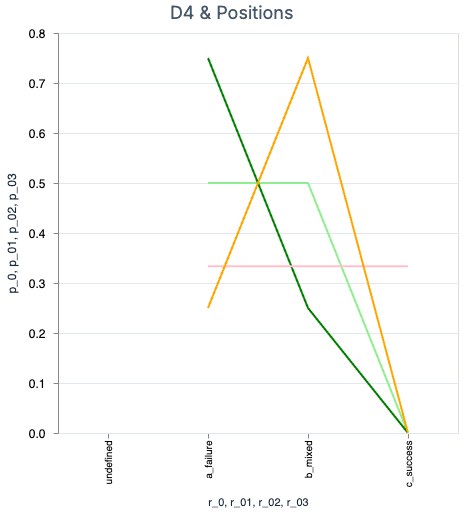 D4 & Positions
0.8
0.7
0.6
0.5
0.4
0.3
0.2
0.1
0.0
p_0, p_01, p_02, p_03
undefined
a_failure
b_mixed
c_success
r_0, r_01, r_02, r_03